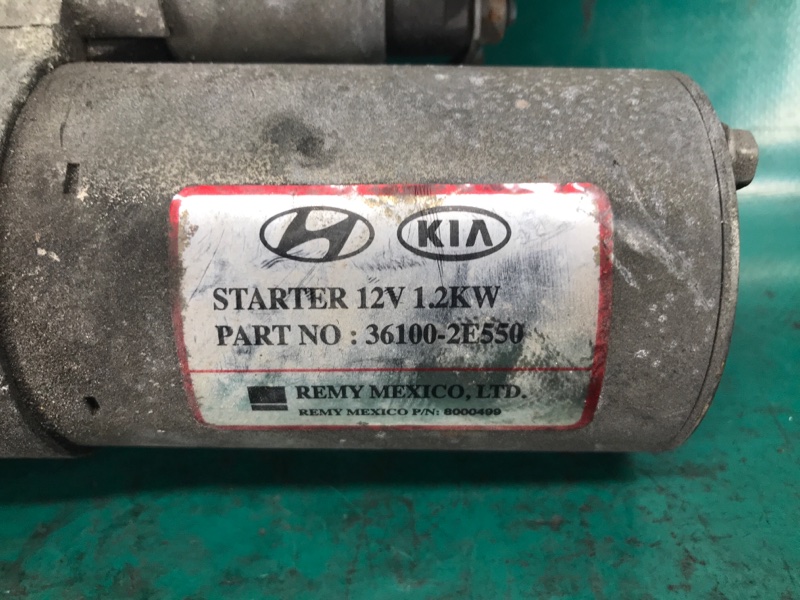 KIA
STARTER 12V 1.2KW
PART NO : 36100-2E550
REMY MEXICO, LTD.
REMY MEXICO P/N: 8000499